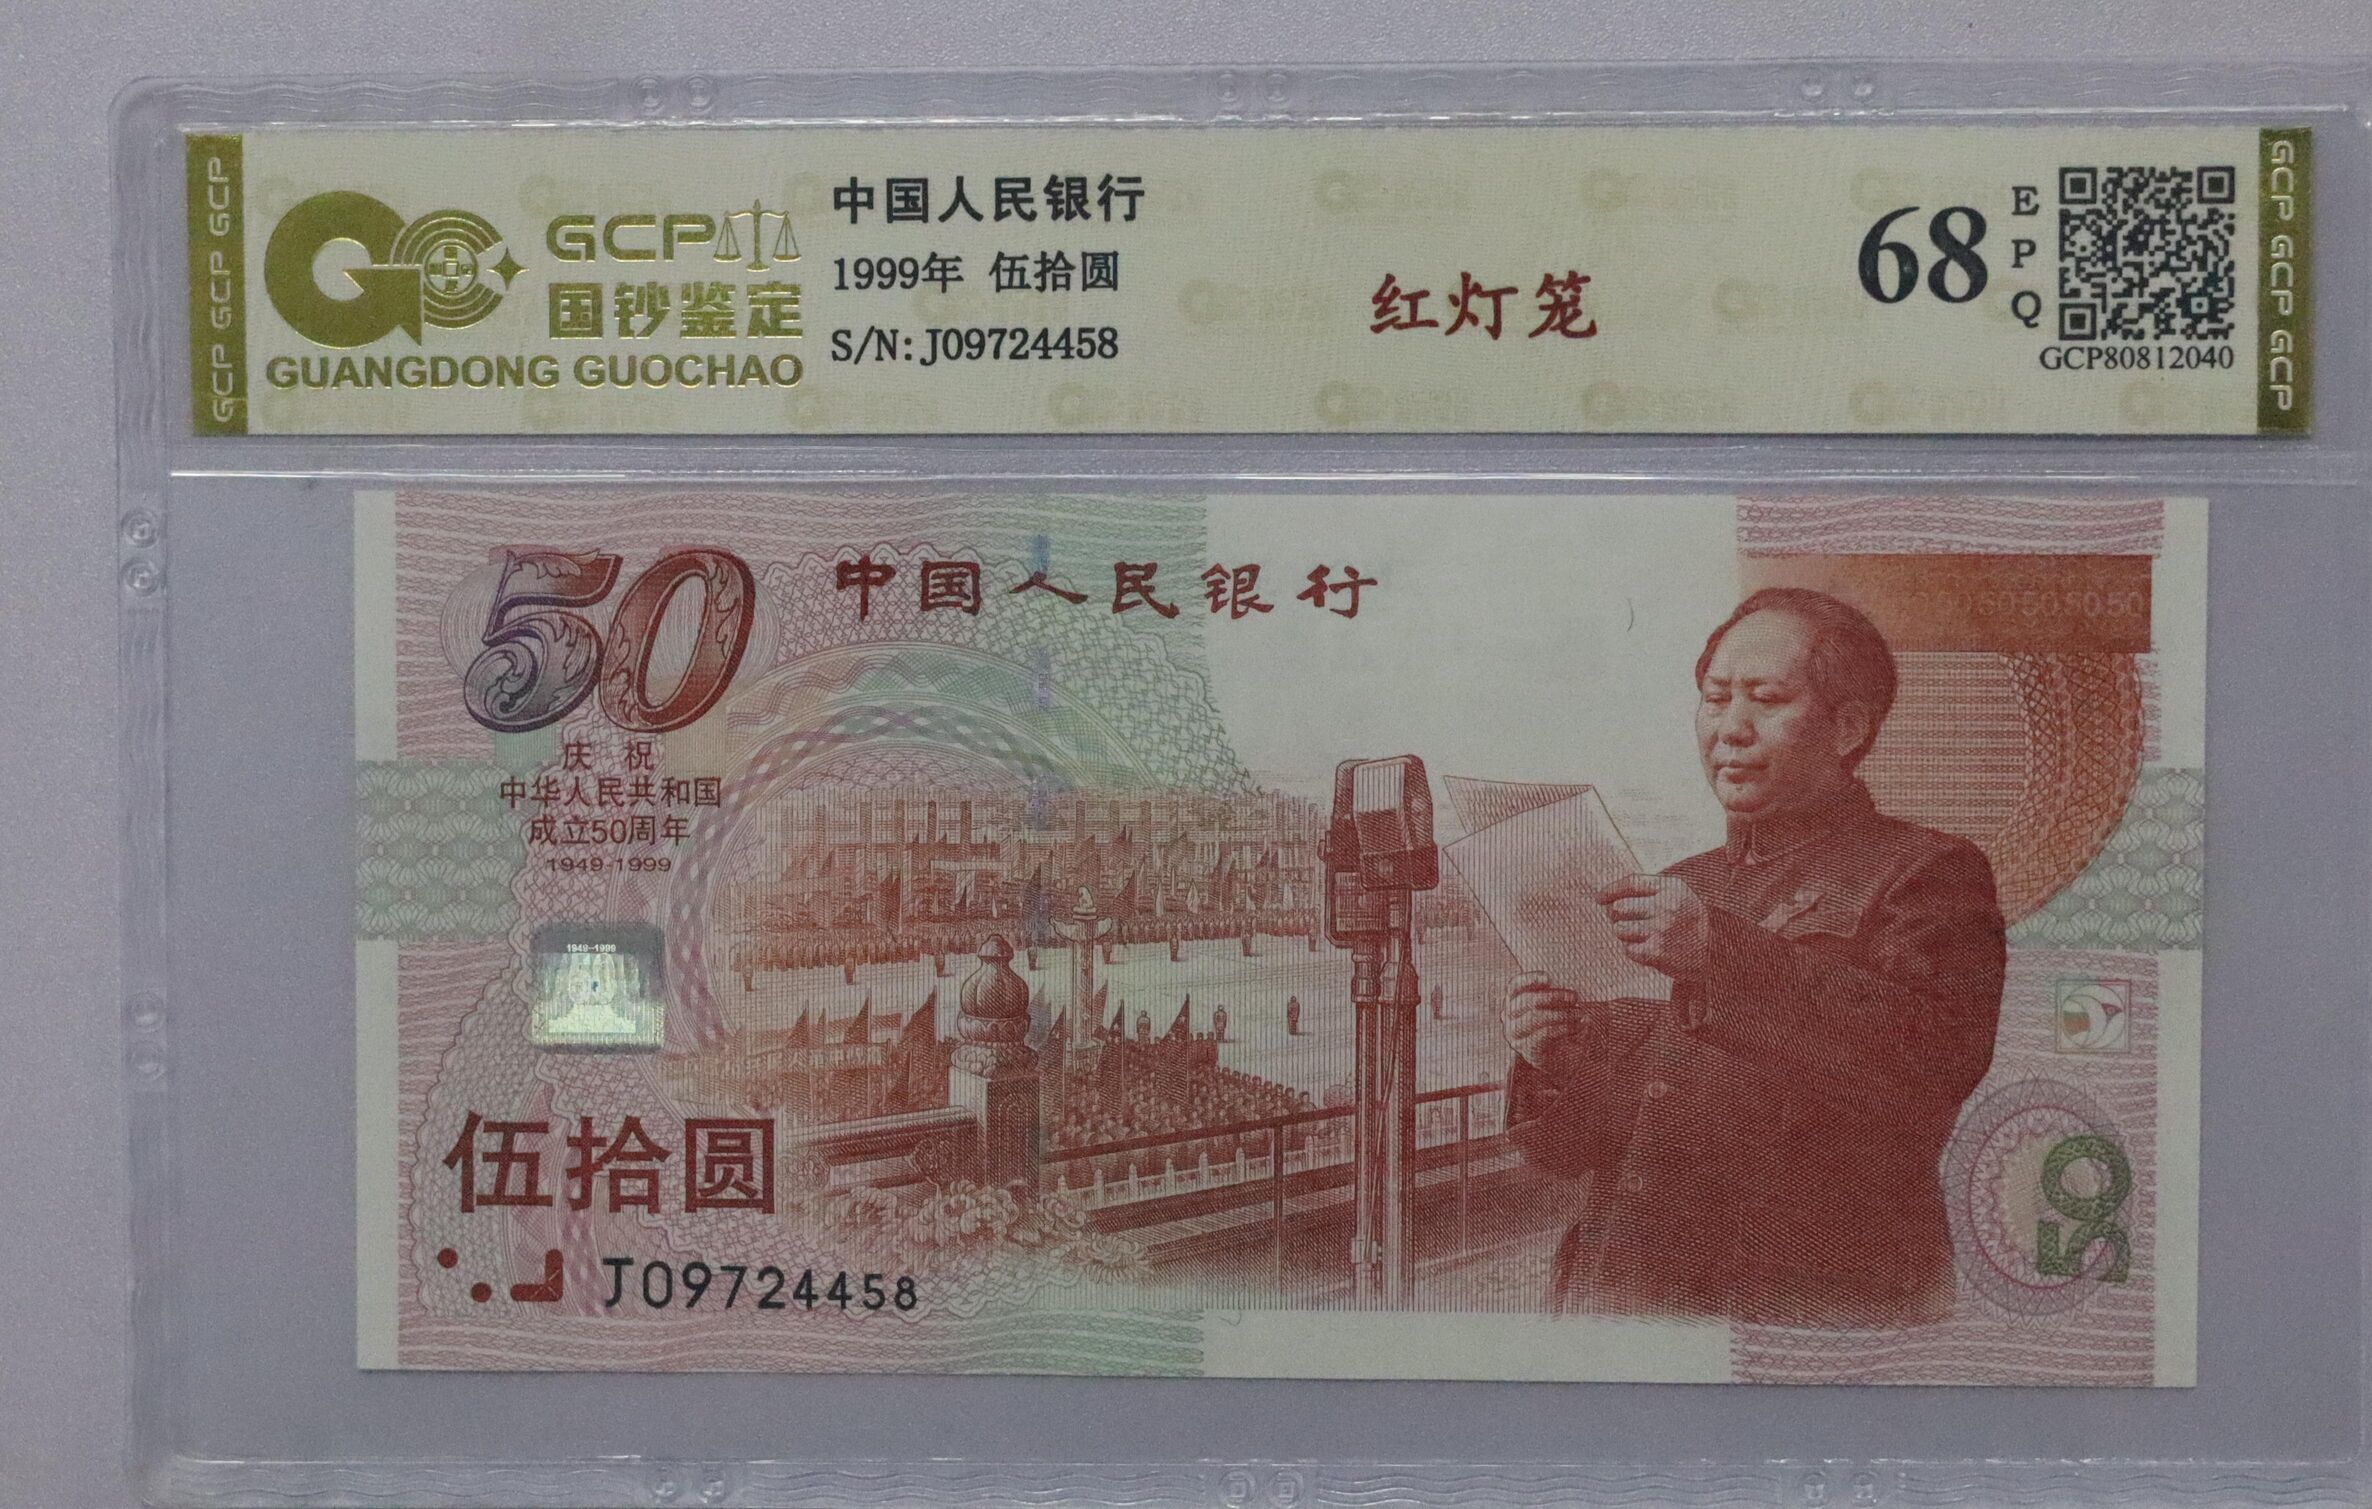 GCP GCP GCP
GCP
国钞鉴定
GUANGDONG GUOCHAO
中国人民银行
1999年 伍拾圆
S/N:J09724458
红灯笼
68
EPQ
GCP80812040
GCP GCP GCP
50
中国人民银行
庆祝
中华人民共和国
成立50周年
1949-1999
1949-1999
伍拾圆
J09724458
50